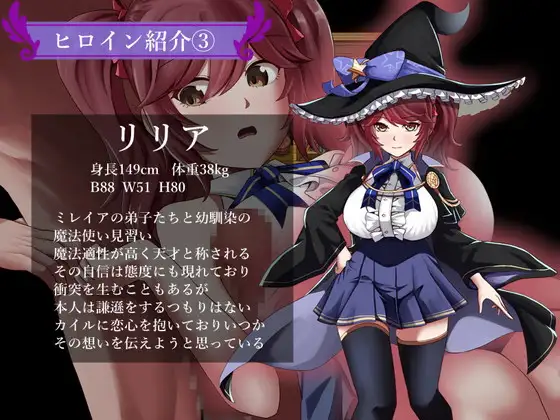 ヒロイン紹介③
リリア
身長149cm 体重38kg
B88 W51 H80
ミレイアの弟子たちと幼馴染の
魔法使い見習い
魔法適性が高く天才と称される
その自信は態度にも現れており
衝突を生むこともあるが
本人は謙遜をするつもりはない
カイルに恋心を抱いておりいつか
その想いを伝えようと思っている